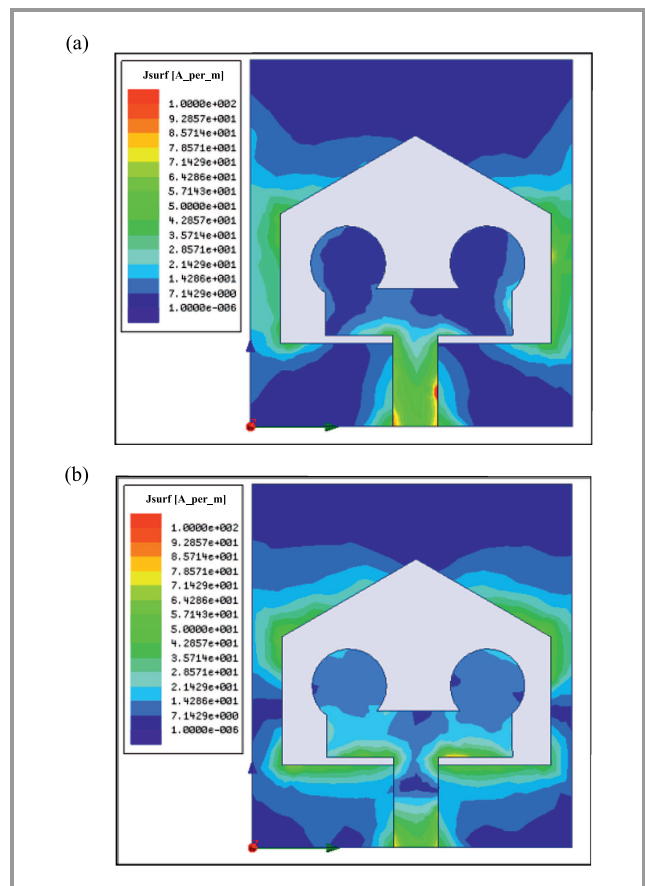 (a)
Jsurf [A_per_m]
1.0000e+002
9.2857e+001
8.5714e+001
7.8571e+001
7.1429e+001
6.4286e+001
5.7143e+001
5.0000e+001
4.2857e+001
3.5714e+001
2.8571e+001
2.1429e+001
1.4286e+001
7.1429e+000
1.0000e-006
(b)
Jsurf [A_per_m]
1.0000e+002
9.2857e+001
8.5714e+001
7.8571e+001
7.1429e+001
6.4286e+001
5.7143e+001
5.0000e+001
4.2857e+001
3.5714e+001
2.8571e+001
2.1429e+001
1.4286e+001
7.1429e+000
1.0000e-006